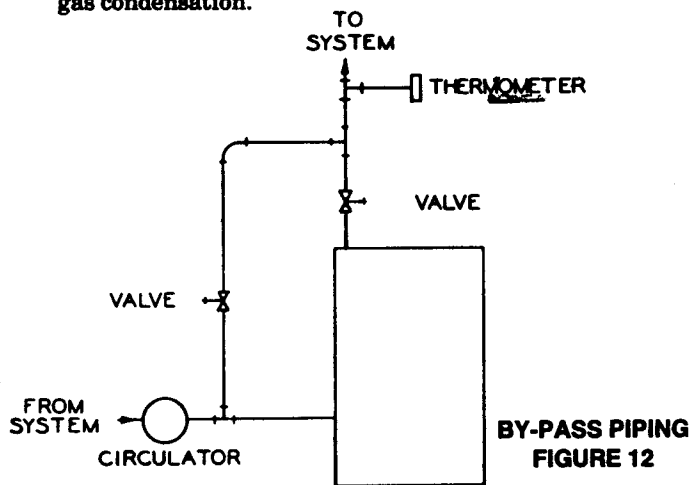 gas condensation.
TO
SYSTEM
THERMOMETER
VALVE
VALVE
FROM
SYSTEM
CIRCULATOR
BY-PASS PIPING
FIGURE 12